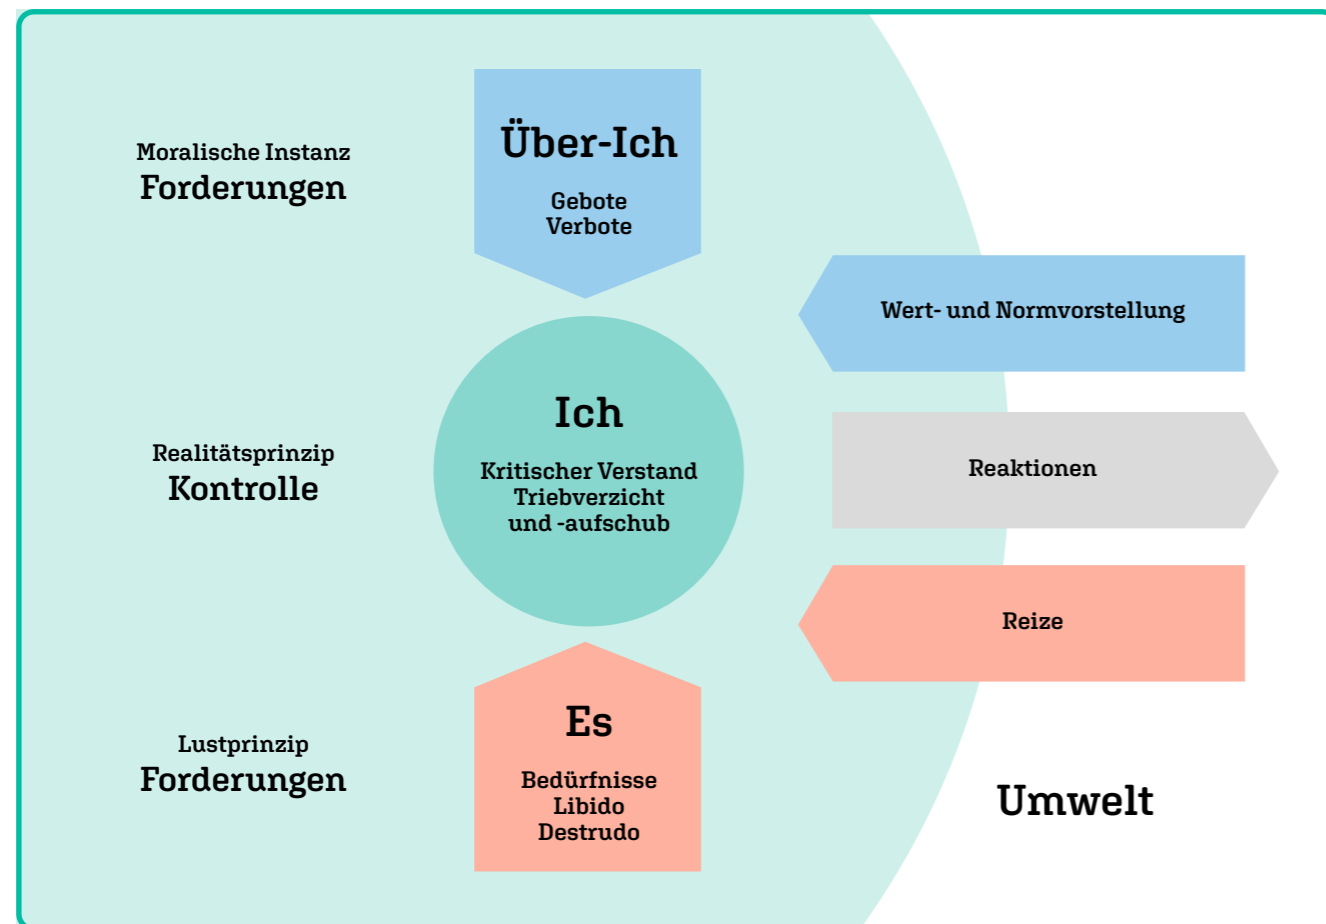 Moralische Instanz
Forderungen
Über-Ich
Gebote
Verbote
Wert- und Normvorstellung
Realitätsprinzip
Kontrolle
Ich
Kritischer Verstand
Triebverzicht
und -aufschub
Reaktionen
Reize
Lustprinzip
Forderungen
Es
Bedürfnisse
Libido
Destrudo
Umwelt